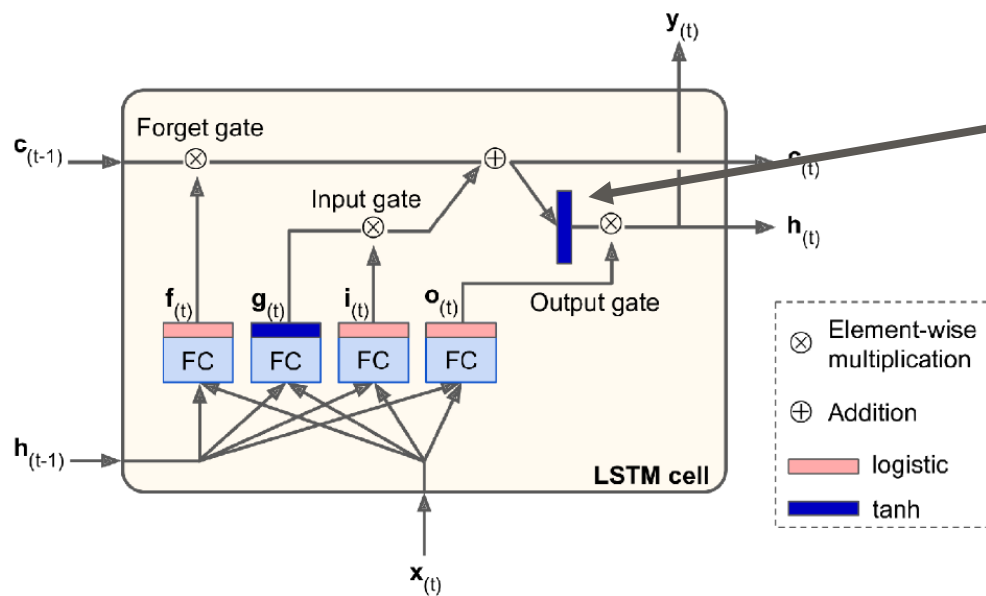 y(t)
Forget gate
c(t-1)
c(t)
Input gate
h(t)
f(t)
g(t)
i(t)
o(t)
Output gate
FC
FC
FC
FC
Element-wise
multiplication
Addition
h(t-1)
LSTM cell
logistic
tanh
x(t)